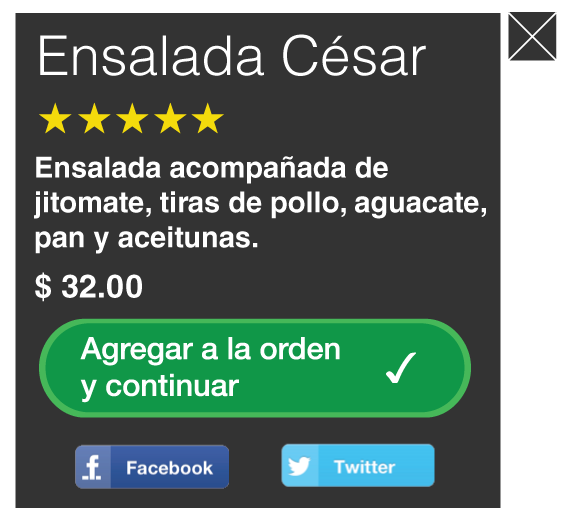 Ensalada César
Ensalada acompañada de
jitomate, tiras de pollo, aguacate,
pan y aceitunas.
$ 32.00
Agregar a la orden
y continuar
Facebook
Twitter